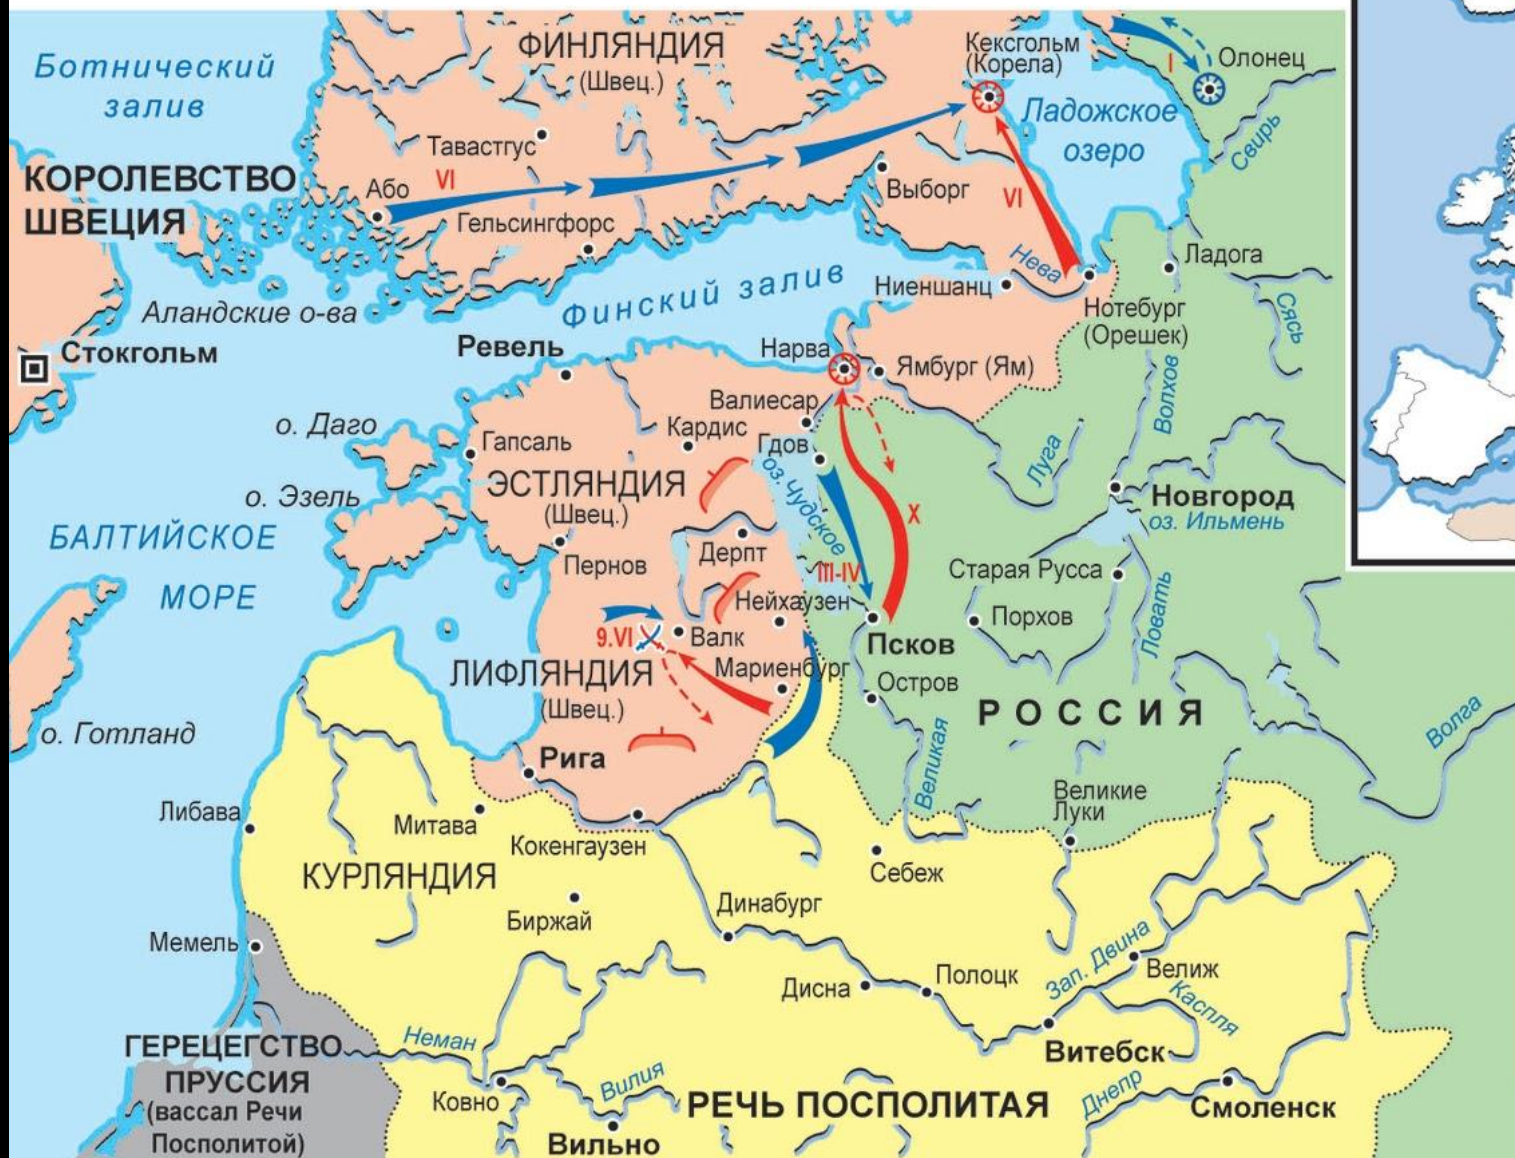 ФИНЛЯНДИЯ
(Швец.)
Кексгольм
(Корела)
I
Олонец
Ботнический
залив
Ладожское
озеро
Свирь
Тавастгус
КОРОЛЕВСТВО
ШВЕЦИЯ
Або
VI
Выборг
VI
Гельсингфорс
Нева
Ладога
Финский залив
Ниеншанц
Аландские о-ва
Нотебург
(Орешек)
Сясь
Стокгольм
Ревель
Нарва
Ямбург (Ям)
Волхов
Валиесар
о. Даго
Кардис
Гапсаль
Гдов
Луга
ЭСТЛЯНДИЯ
(Швец.)
о. Эзель
оз. Чудское
X
Новгород
оз. Ильмень
БАЛТИЙСКОЕ
МОРЕ
Пернов
Дерпт
III-IV
Старая Русса
Ловать
Нейхаузен
Порхов
9.VI
Валк
Псков
ЛИФЛЯНДИЯ
(Швец.)
Мариенбург
Остров
РОССИЯ
Волга
о. Готланд
Рига
Великая
Великие
Луки
Либава
Митава
Кокенгаузен
Себеж
КУРЛЯНДИЯ
Биржай
Динабург
Мемель
Дисна
Полоцк
Зап. Двина
Велиж
Каспля
ГЕРЕЦЕГСТВО
ПРУССИЯ
(вассал Речи
Посполитой)
Неман
Витебск
Ковно
Вилия
РЕЧЬ ПОСПОЛИТАЯ
Днепр
Смоленск
Вильно